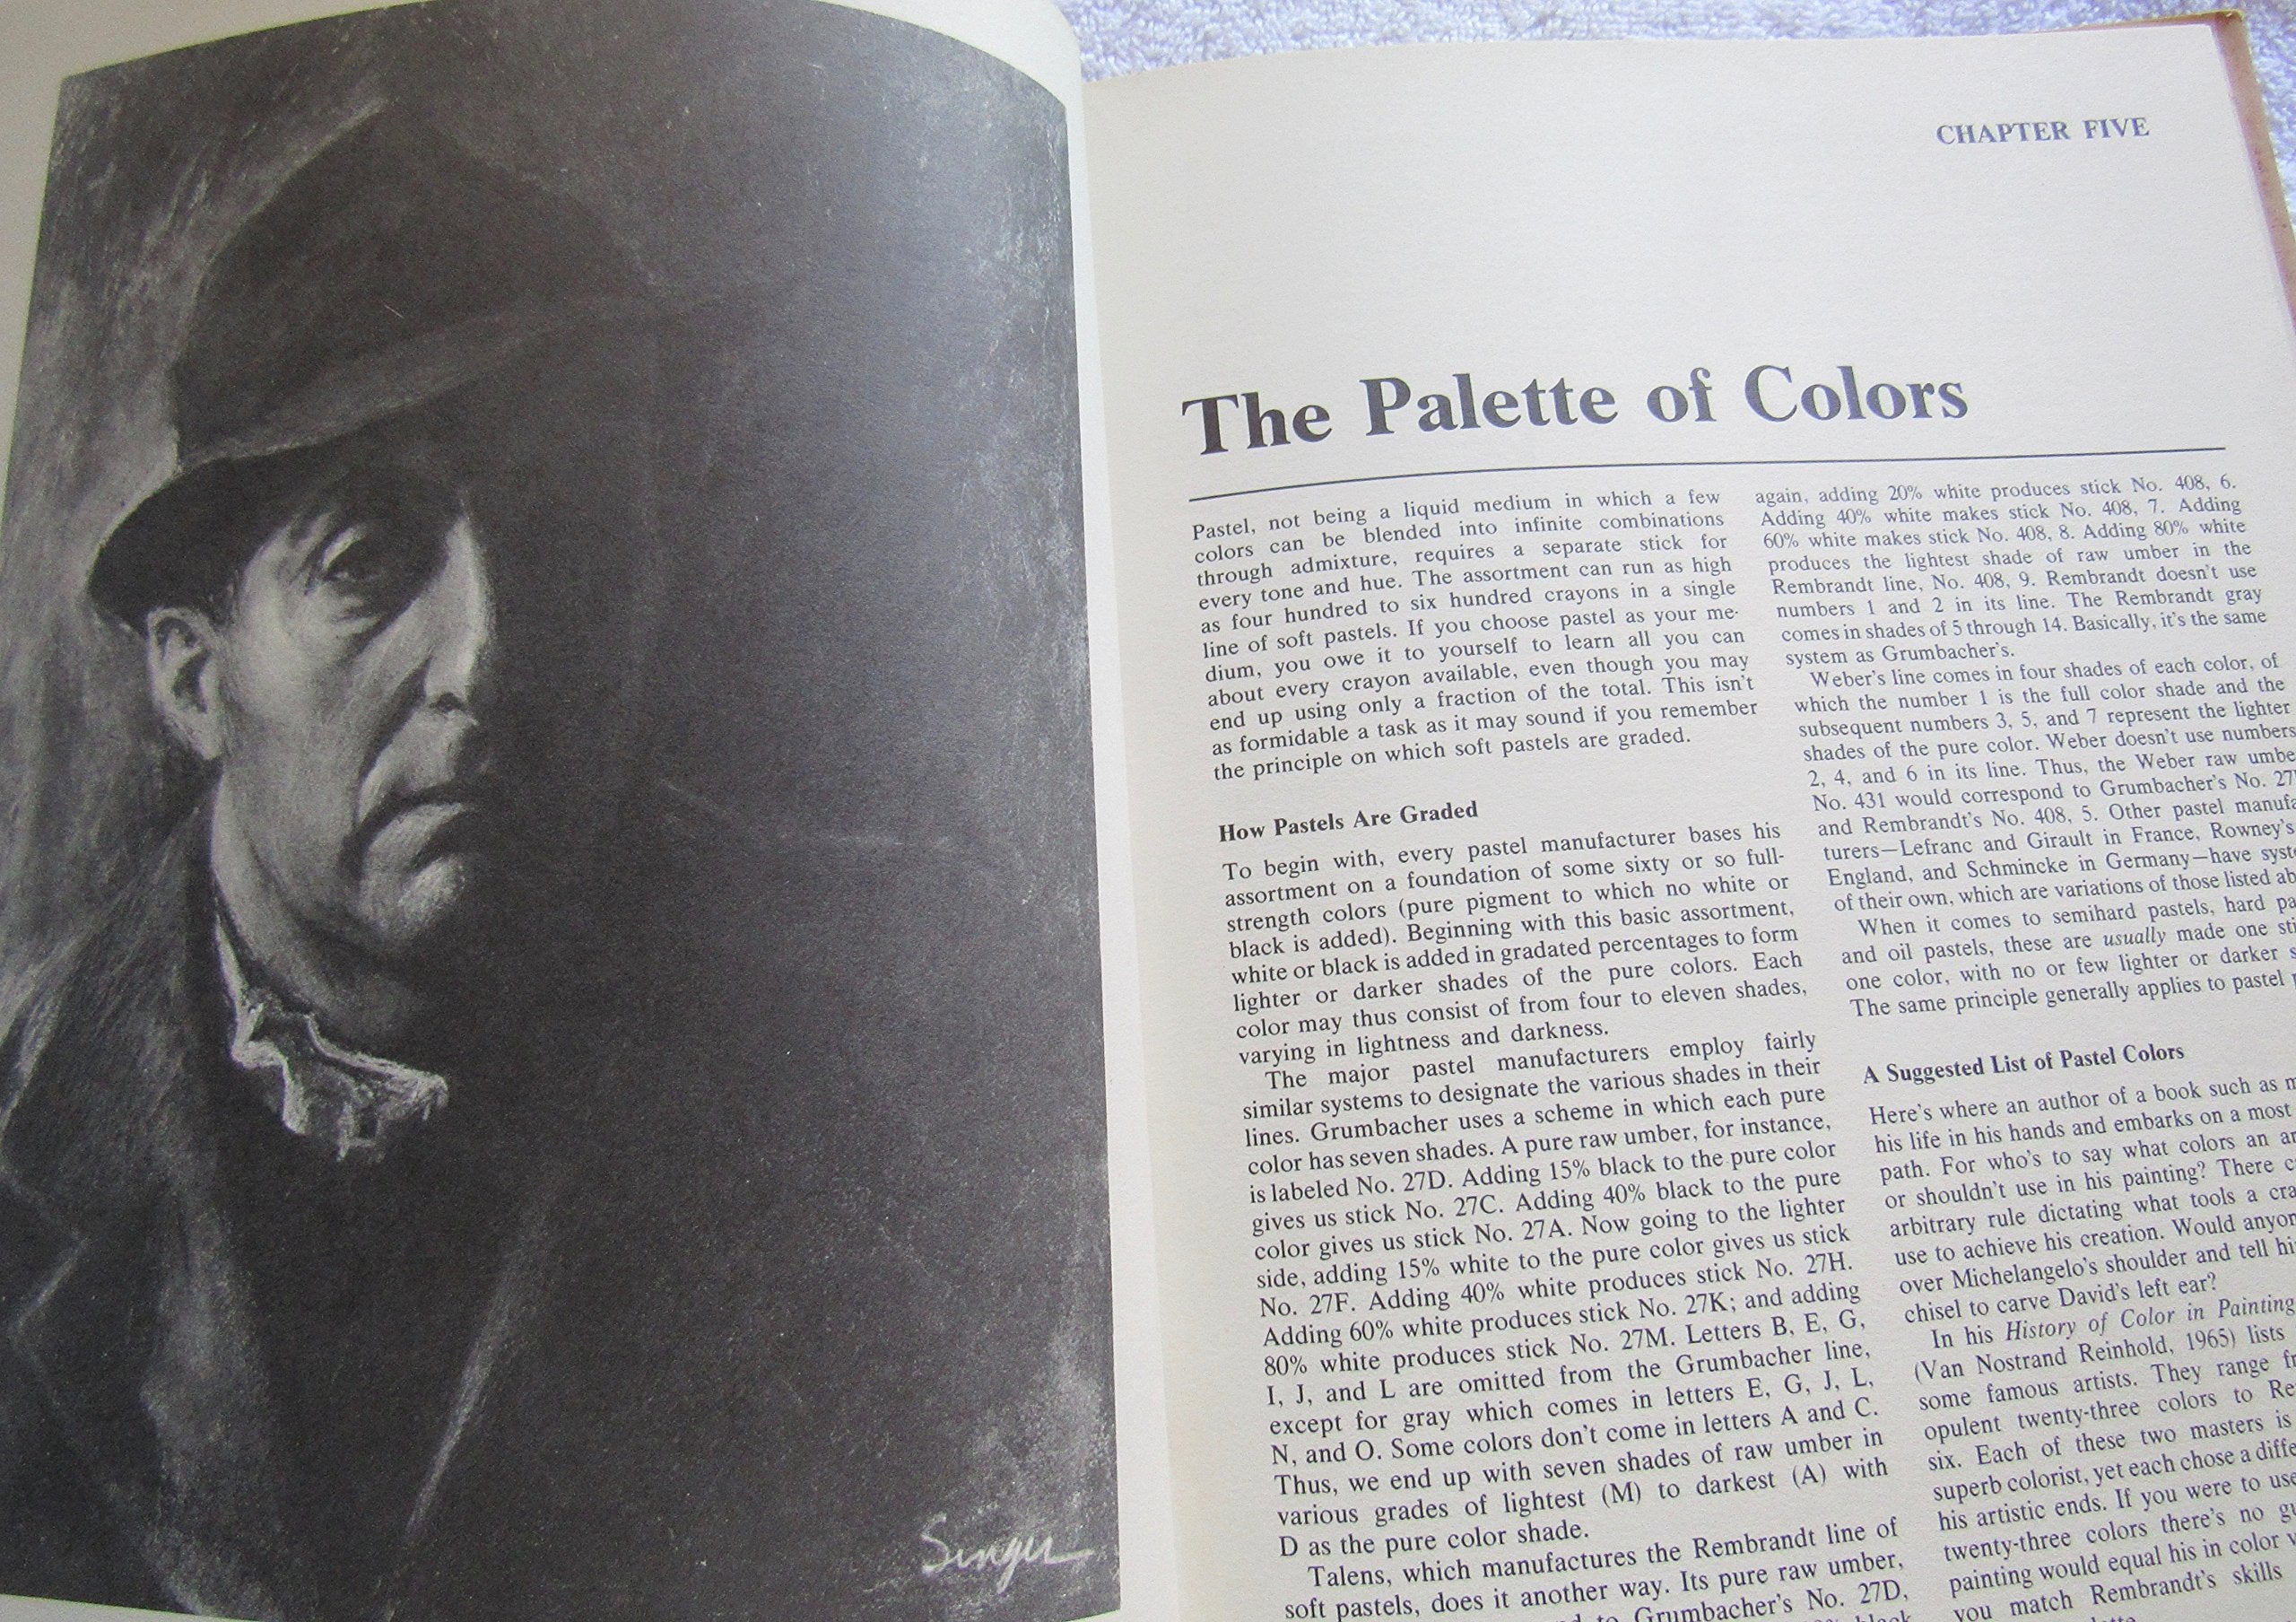 Singer
CHAPTER FIVE
The Palette of Colors
Pastel, not being a liquid medium in which a few
colors can be blended into infinite combinations
through admixture, requires a separate stick for
every tone and hue. The assortment can run as high
as four hundred to six hundred crayons in a single
line of soft pastels. If you choose pastel as your me-
dium, you owe it to yourself to learn all you can
about every crayon available, even though you may
end up using only a fraction of the total. This isn't
as formidable a task as it may sound if you remember
the principle on which soft pastels are graded.
How Pastels Are Graded
To begin with, every pastel manufacturer bases his
assortment on a foundation of some sixty or so full-
strength colors (pure pigment to which no white or
black is added). Beginning with this basic assortment,
white or black is added in gradated percentages to form
lighter or darker shades of the pure colors. Each
color may thus consist of from four to eleven shades,
varying in lightness and darkness.
The major pastel manufacturers employ fairly
similar systems to designate the various shades in their
lines. Grumbacher uses a scheme in which each pure
color has seven shades. A pure raw umber, for instance,
is labeled No. 27D. Adding 15% black to the pure color
gives us stick No. 27C. Adding 40% black to the pure
color gives us stick No. 27A. Now going to the lighter
side, adding 15% white to the pure color gives us stick
No. 27F. Adding 40% white produces stick No. 27H.
Adding 60% white produces stick No. 27K; and adding
80% white produces stick No. 27M. Letters B, E, G,
I, J, and L are omitted from the Grumbacher line,
except for gray which comes in letters E, G, J, L,
N, and O. Some colors don't come in letters A and C.
Thus, we end up with seven shades of raw umber in
various grades of lightest (M) to darkest (A) with
D as the pure color shade.
Talens, which manufactures the Rembrandt line of
soft pastels, does it another way. Its pure raw umber,
to Grumbacher's No. 27D,
black
again, adding 20% white produces stick No. 408, 6.
Adding 40% white makes stick No. 408, 7. Adding
60% white makes stick No. 408, 8. Adding 80% white
produces the lightest shade of raw umber in the
Rembrandt line, No. 408, 9. Rembrandt doesn't use
numbers 1 and 2 in its line. The Rembrandt gray
comes in shades of 5 through 14. Basically, it's the same
system as Grumbacher's.
Weber's line comes in four shades of each color, of
which the number 1 is the full color shade and the
subsequent numbers 3, 5, and 7 represent the lighter
shades of the pure color. Weber doesn't use numbers
2, 4, and 6 in its line. Thus, the Weber raw umbe
No. 431 would correspond to Grumbacher's No. 27
and Rembrandt's No. 408, 5. Other pastel manufa
turers—Lefranc and Girault in France, Rowney's
England, and Schmincke in Germany—have syst
of their own, which are variations of those listed ab
When it comes to semihard pastels, hard pa
and oil pastels, these are usually made one sti
one color, with no or few lighter or darker s
The same principle generally applies to pastel p
A Suggested List of Pastel Colors
Here's where an author of a book such as m
his life in his hands and embarks on a most
path. For who's to say what colors an ar
or shouldn't use in his painting? There c
arbitrary rule dictating what tools a cra
use to achieve his creation. Would anyon
over Michelangelo's shoulder and tell hi
chisel to carve David's left ear?
In his History of Color in Painting
(Van Nostrand Reinhold, 1965) lists
some famous artists. They range fr
opulent twenty-three colors to Re
six. Each of these two masters is
superb colorist, yet each chose a diffe
his artistic ends. If you were to use
twenty-three colors there's no gu
painting would equal his in color v
you match Rembrandt's skills